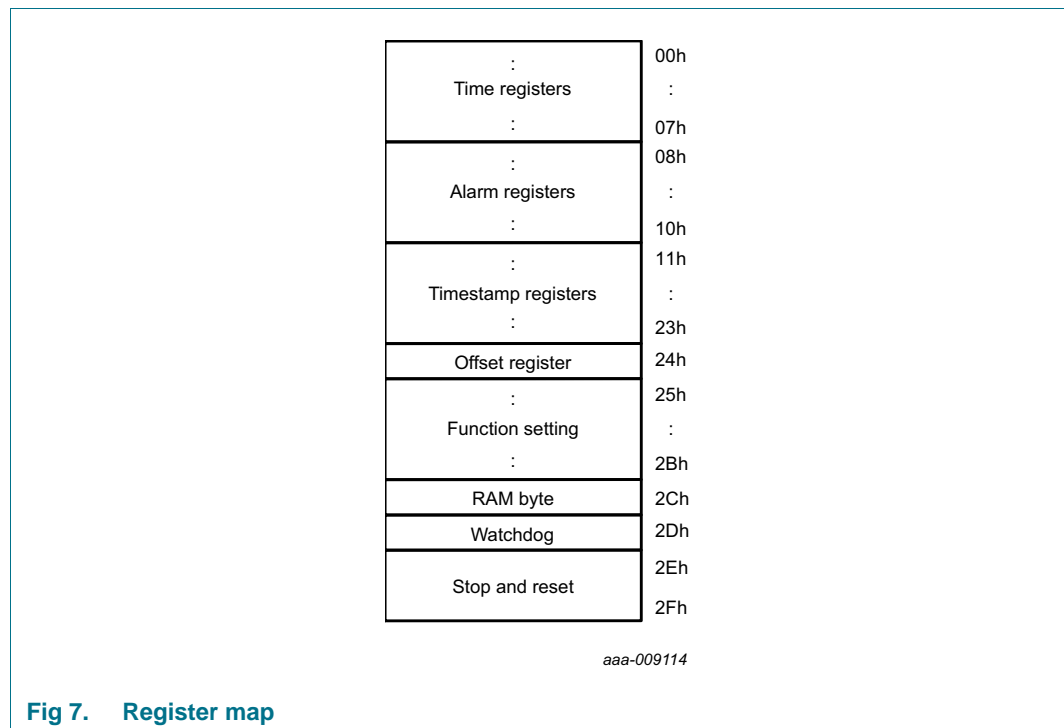 :
00h
Time registers
:
:
07h
:
08h
Alarm registers
:
:
10h
:
11h
Timestamp registers
:
:
23h
Offset register
24h
:
25h
Function setting
:
:
2Bh
RAM byte
2Ch
Watchdog
2Dh
Stop and reset
2Eh
2Fh
aaa-009114
Fig 7. Register map